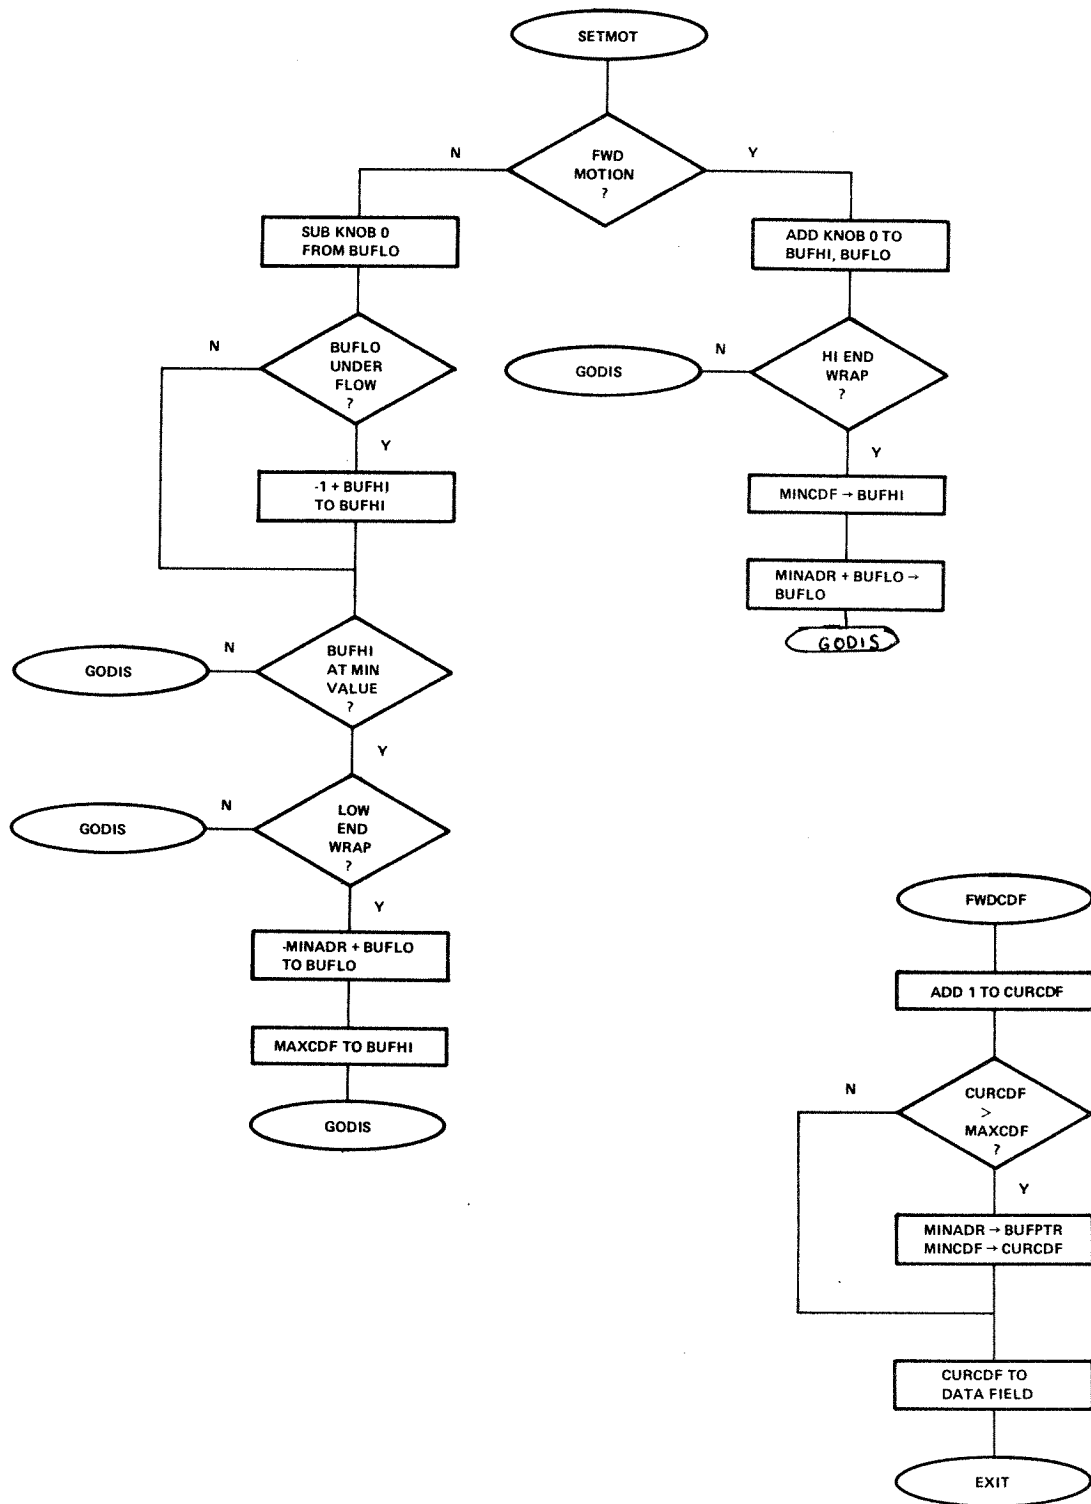 SETMOT
FWD
MOTION
?
N
Y
SUB KNOB 0
FROM BUFLO
BUFLO
UNDER
FLOW
?
N
Y
-1 + BUFHI
TO BUFHI
BUFHI
AT MIN
VALUE
?
N
GODIS
Y
LOW
END
WRAP
?
N
GODIS
Y
-MINADR + BUFLO
TO BUFLO
MAXCDF TO BUFHI
GODIS
ADD KNOB 0 TO
BUFHI, BUFLO
HI END
WRAP
?
N
GODIS
Y
MINCDF → BUFHI
MINADR + BUFLO →
BUFLO
GODIS
FWDCDF
ADD 1 TO CURCDF
CURCDF
>
MAXCDF
?
N
Y
MINADR → BUFPTR
MINCDF → CURCDF
CURCDF TO
DATA FIELD
EXIT